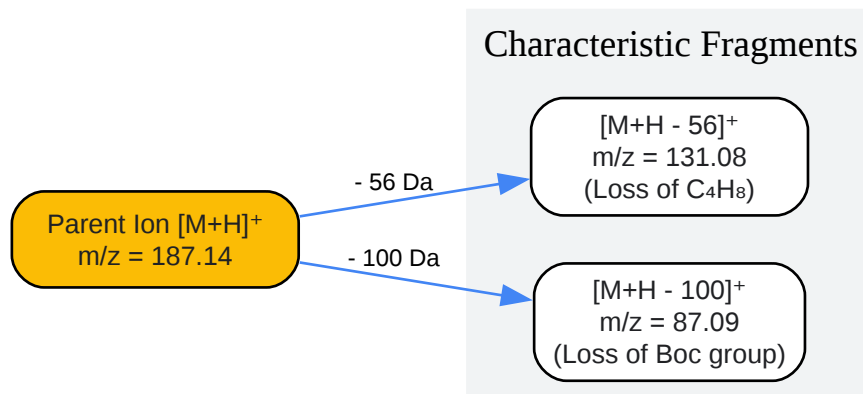 Characteristic Fragments
[M+H - 56]⁺
m/z = 131.08
(Loss of C₄H₈)
- 56 Da
Parent Ion [M+H]⁺
m/z = 187.14
- 100 Da
[M+H - 100]⁺
m/z = 87.09
(Loss of Boc group)